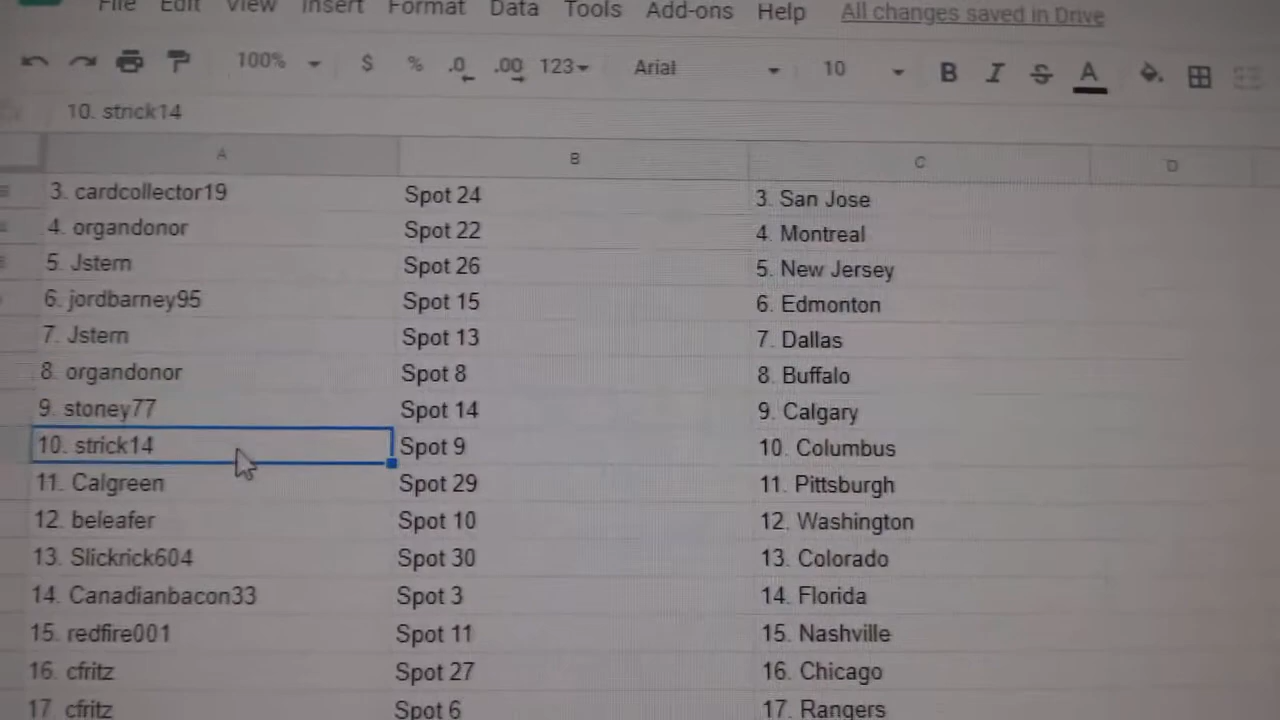 File Edit View Insert Format Data Tools Add-ons Help All changes saved in Drive
100% $ % .0 .00 123 Arial 10 B I S A
10. strick14
A B C D
3. cardcollector19 Spot 24 3. San Jose
4. organdonor Spot 22 4. Montreal
5. Jstern Spot 26 5. New Jersey
6. jordbarney95 Spot 15 6. Edmonton
7. Jstern Spot 13 7. Dallas
8. organdonor Spot 8 8. Buffalo
9. stoney77 Spot 14 9. Calgary
10. strick14 Spot 9 10. Columbus
11. Calgreen Spot 29 11. Pittsburgh
12. beleafer Spot 10 12. Washington
13. Slickrick604 Spot 30 13. Colorado
14. Canadianbacon33 Spot 3 14. Florida
15. redfire001 Spot 11 15. Nashville
16. cfritz Spot 27 16. Chicago
17. cfritz Spot 6 17. Rangers